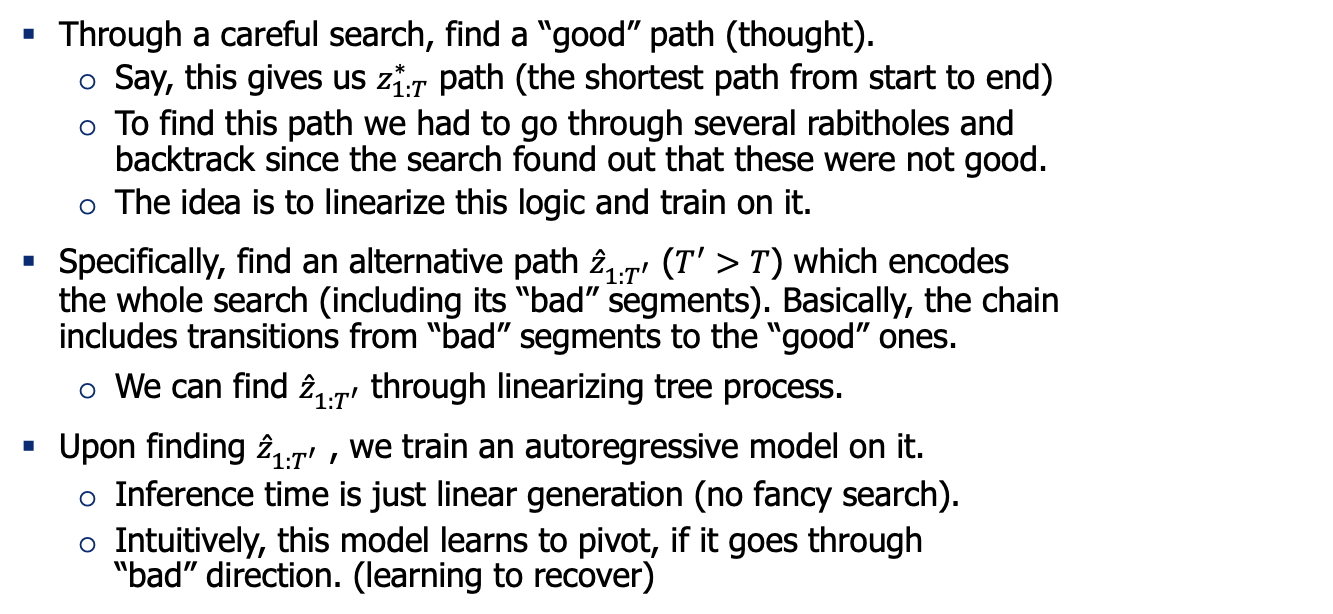 ▪ Through a careful search, find a “good” path (thought).
o Say, this gives us z*₁:T path (the shortest path from start to end)
o To find this path we had to go through several rabitholes and
backtrack since the search found out that these were not good.
o The idea is to linearize this logic and train on it.
▪ Specifically, find an alternative path ẑ₁:T′ (T′ > T) which encodes
the whole search (including its “bad” segments). Basically, the chain
includes transitions from “bad” segments to the “good” ones.
o We can find ẑ₁:T′ through linearizing tree process.
▪ Upon finding ẑ₁:T′ , we train an autoregressive model on it.
o Inference time is just linear generation (no fancy search).
o Intuitively, this model learns to pivot, if it goes through
“bad” direction. (learning to recover)